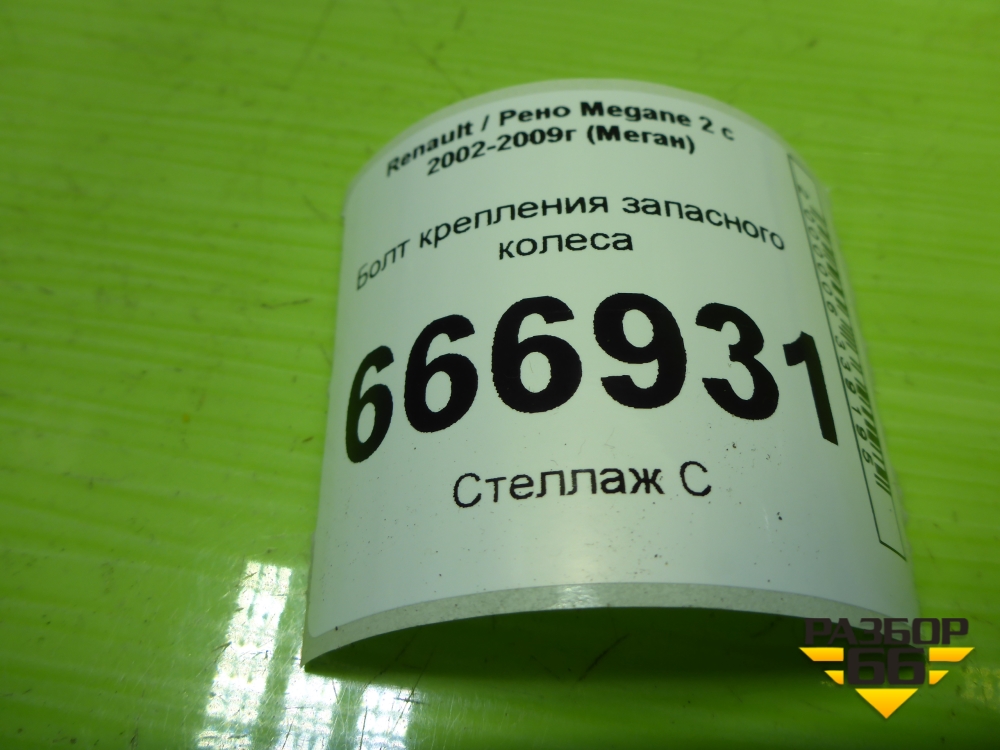 Renault / Рено Megane 2 с
2002-2009г (Меган)
Болт крепления запасного
колеса
666931
Стеллаж С
РАЗБОР
66